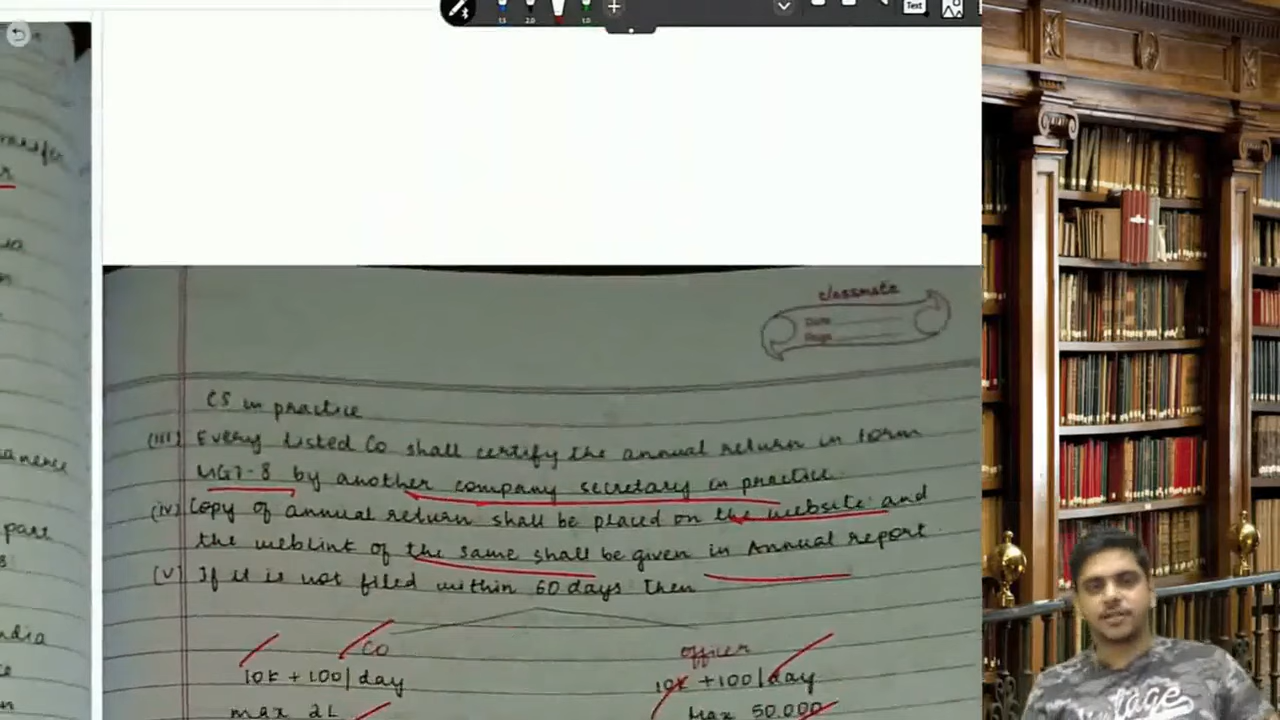 Text
classmate
Date
Page
CS in practice
(iii) Every Listed Co shall certify the annual return in form
MGT-8 by another company secretary in practice.
(iv) Copy of annual return shall be placed on the website and
the weblink of the same shall be given in Annual report.
(v) If it is not filed within 60 days then
Co
officer
10K + 100/day
10K + 100/day
max 2L
Max 50.000